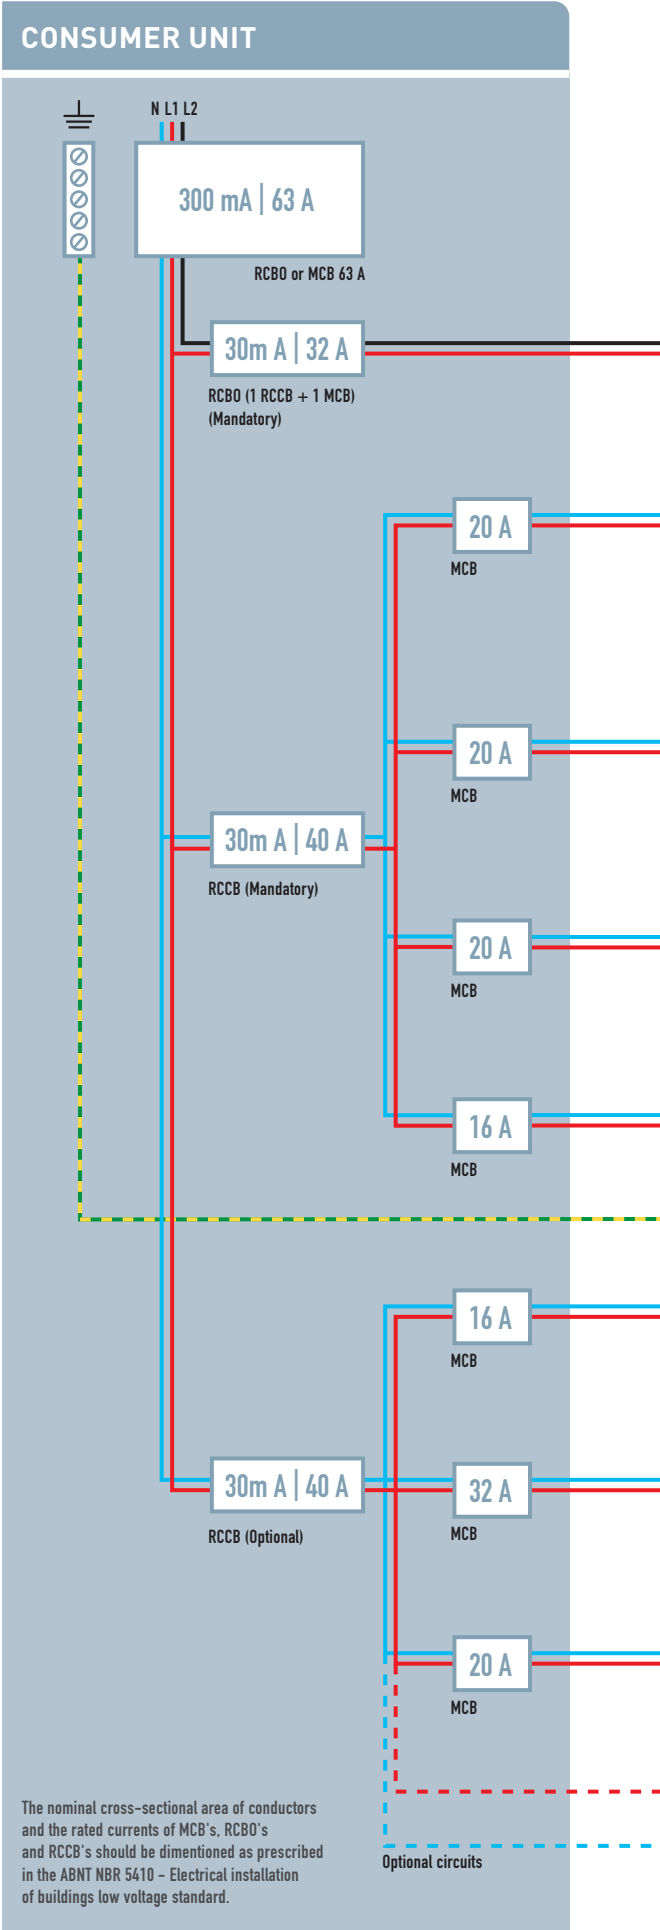 CONSUMER UNIT
N L1 L2
300 mA | 63 A
RCBO or MCB 63 A
30m A | 32 A
RCBO (1 RCCB + 1 MCB)
(Mandatory)
20 A
MCB
20 A
MCB
30m A | 40 A
RCCB (Mandatory)
20 A
MCB
16 A
MCB
16 A
MCB
30m A | 40 A
RCCB (Optional)
32 A
MCB
20 A
MCB
The nominal cross-sectional area of conductors
and the rated currents of MCB's, RCBO's
and RCCB's should be dimentioned as prescribed
in the ABNT NBR 5410 - Electrical installation
of buildings low voltage standard.
Optional circuits